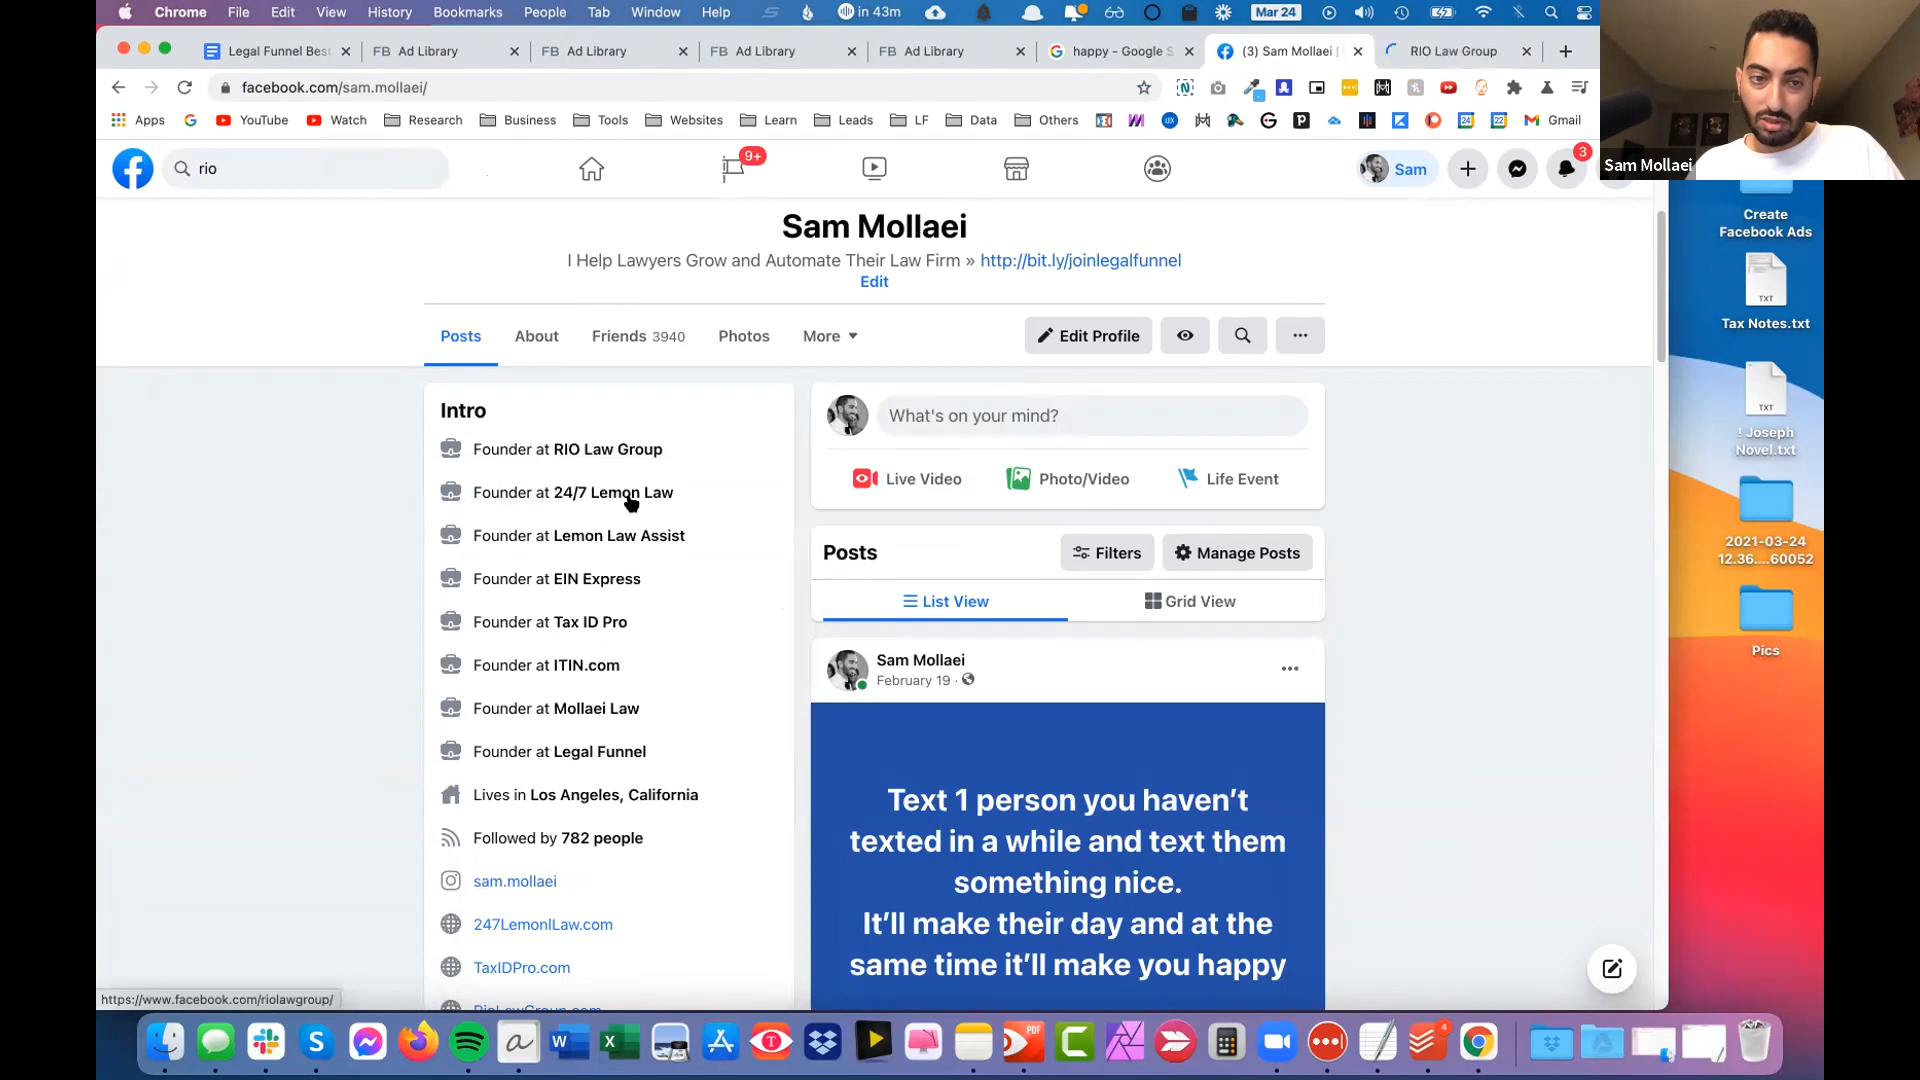 Chrome File Edit View History Bookmarks People Tab Window Help in 43m Mar 24
Legal Funnel Bes FB Ad Library FB Ad Library FB Ad Library FB Ad Library happy - Google S (3) Sam Mollaei | RIO Law Group
facebook.com/sam.mollaei/
Apps YouTube Watch Research Business Tools Websites Learn Leads LF Data Others Gmail
Sam Mollaei
rio 9+ Sam 3
Sam Mollaei
I Help Lawyers Grow and Automate Their Law Firm » http://bit.ly/joinlegalfunnel
Edit
Posts About Friends 3940 Photos More Edit Profile
Intro
Founder at RIO Law Group
Founder at 24/7 Lemon Law
Founder at Lemon Law Assist
Founder at EIN Express
Founder at Tax ID Pro
Founder at ITIN.com
Founder at Mollaei Law
Founder at Legal Funnel
Lives in Los Angeles, California
Followed by 782 people
sam.mollaei
247LemonlLaw.com
TaxIDPro.com
RioLawGroup.com
What's on your mind?
Live Video Photo/Video Life Event
Posts Filters Manage Posts
List View Grid View
Sam Mollaei
February 19
Text 1 person you haven't
texted in a while and text them
something nice.
It'll make their day and at the
same time it'll make you happy
https://www.facebook.com/riolawgroup/
Create
Facebook Ads
TXT
Tax Notes.txt
TXT
! Joseph
Novel.txt
2021-03-24
12.36....60052
Pics
PDF
4